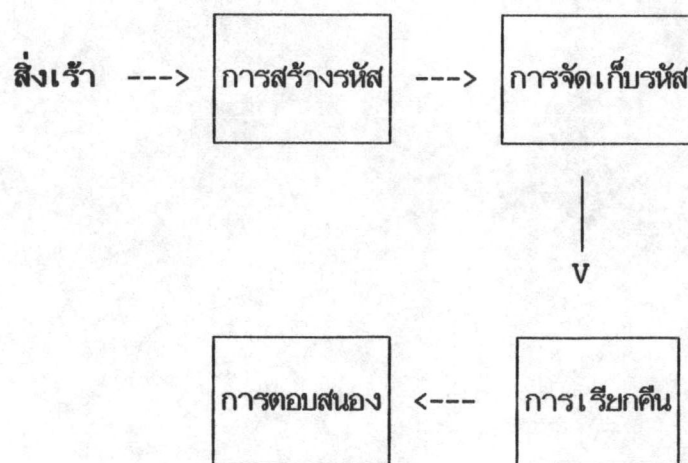 สิ่งเร้า ---> การสร้างรหัส ---> การจัดเก็บรหัส
V
การตอบสนอง <--- การเรียกคืน